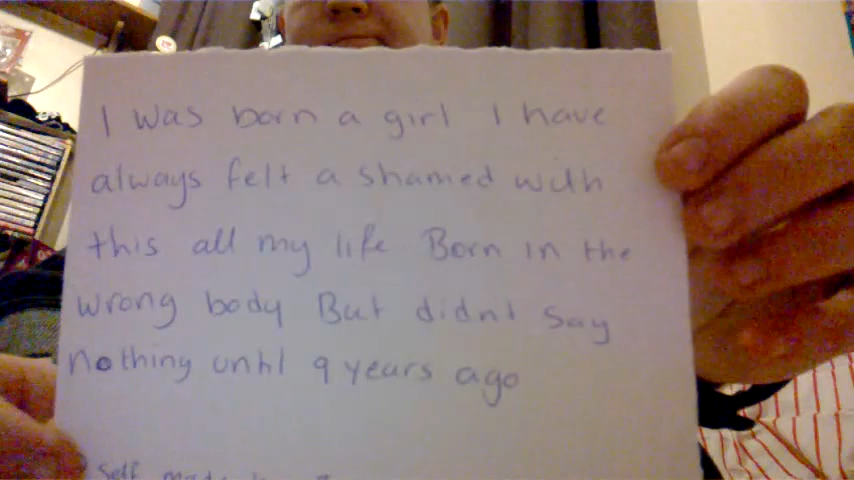 I was born a girl I have
always felt a shamed with
this all my life Born in the
wrong body But didnt say
nothing until 9 years ago
Self